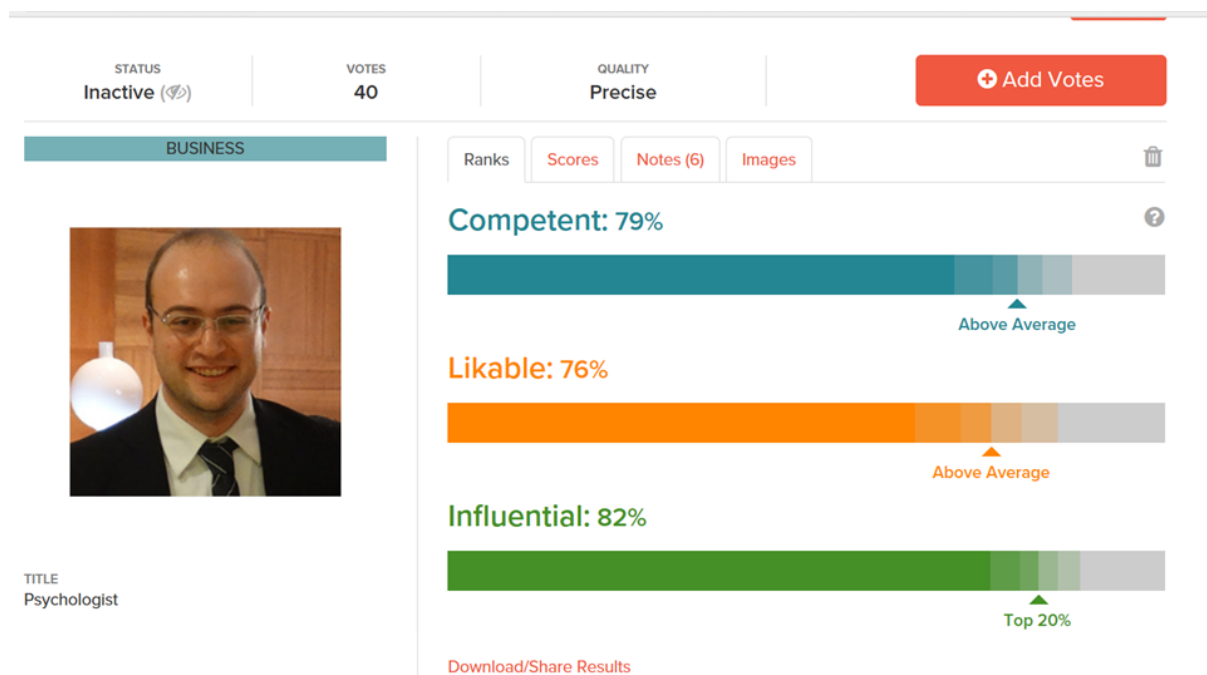 STATUS
Inactive ( )
VOTES
40
QUALITY
Precise
Add Votes
BUSINESS
Ranks
Scores
Notes (6)
Images
Competent: 79%
Above Average
Likable: 76%
Above Average
Influential: 82%
Top 20%
TITLE
Psychologist
Download/Share Results